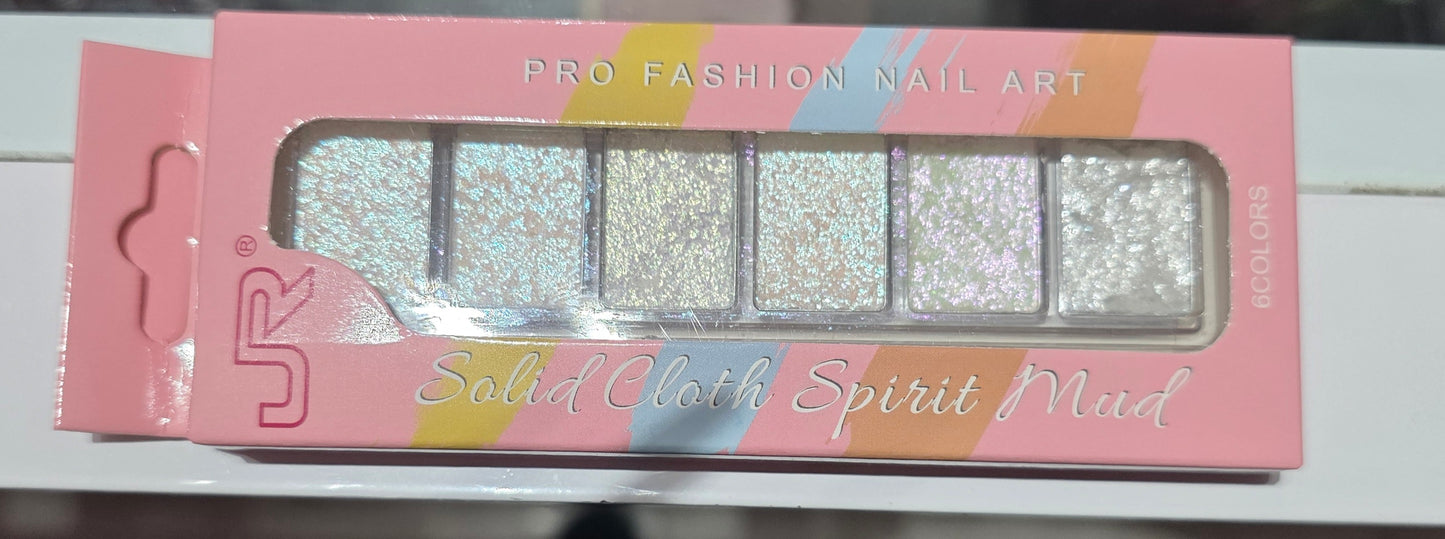 PRO FASHION NAIL ART
JR®
6COLORS
Solid Cloth Spirit Mud